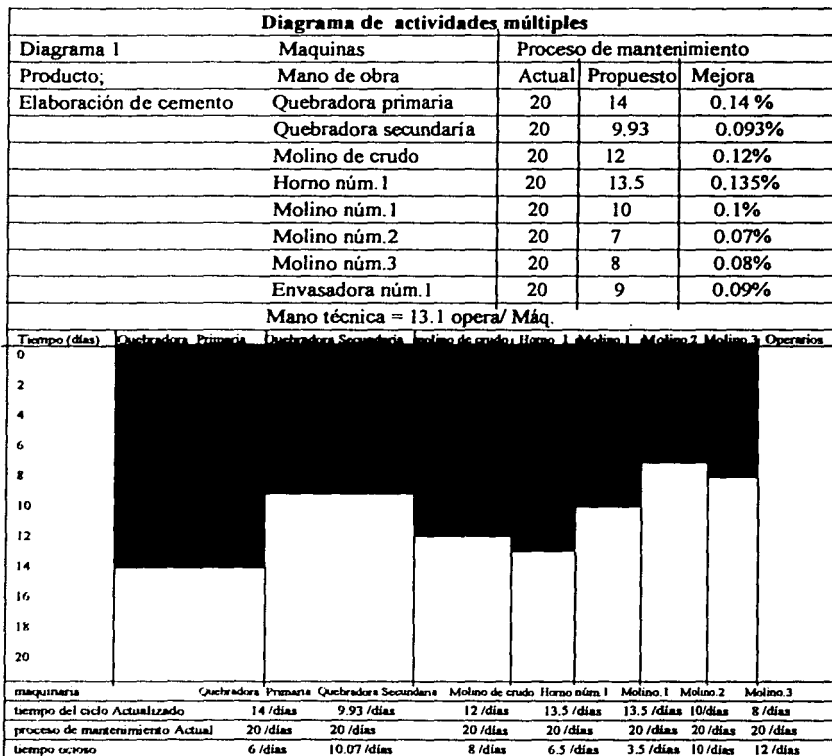 Diagrama de actividades múltiples
Diagrama 1 Maquinas Proceso de mantenimiento
Producto; Mano de obra Actual Propuesto Mejora
Elaboración de cemento Quebradora primaria 20 14 0.14 %
Quebradora secundaría 20 9.93 0.093%
Molino de crudo 20 12 0.12%
Horno núm.1 20 13.5 0.135%
Molino núm.1 20 10 0.1%
Molino núm.2 20 7 0.07%
Molino núm.3 20 8 0.08%
Envasadora núm.1 20 9 0.09%
Mano técnica = 13.1 opera/ Máq.
Tiempo (días) Quebradora Primaria Quebradora Secundaria molino de crudo Horno 1 Molino 1 Molino 2 Molino 3 Operarios
0
2
4
6
8
10
12
14
16
18
20
maquinaria Quebradora Primaria Quebradora Secundaria Molino de crudo Horno núm.1 Molino.1 Molino.2 Molino.3
tiempo del ciclo Actualizado 14 /días 9.93 /días 12 /días 13.5 /días 13.5 /días 10/días 8 /días
proceso de mantenimiento Actual 20 /días 20 /días 20 /días 20 /días 20 /días 20 /días 20 /días
tiempo ocioso 6 /días 10.07 /días 8 /días 6.5 /días 3.5 /días 10 /días 12 /días